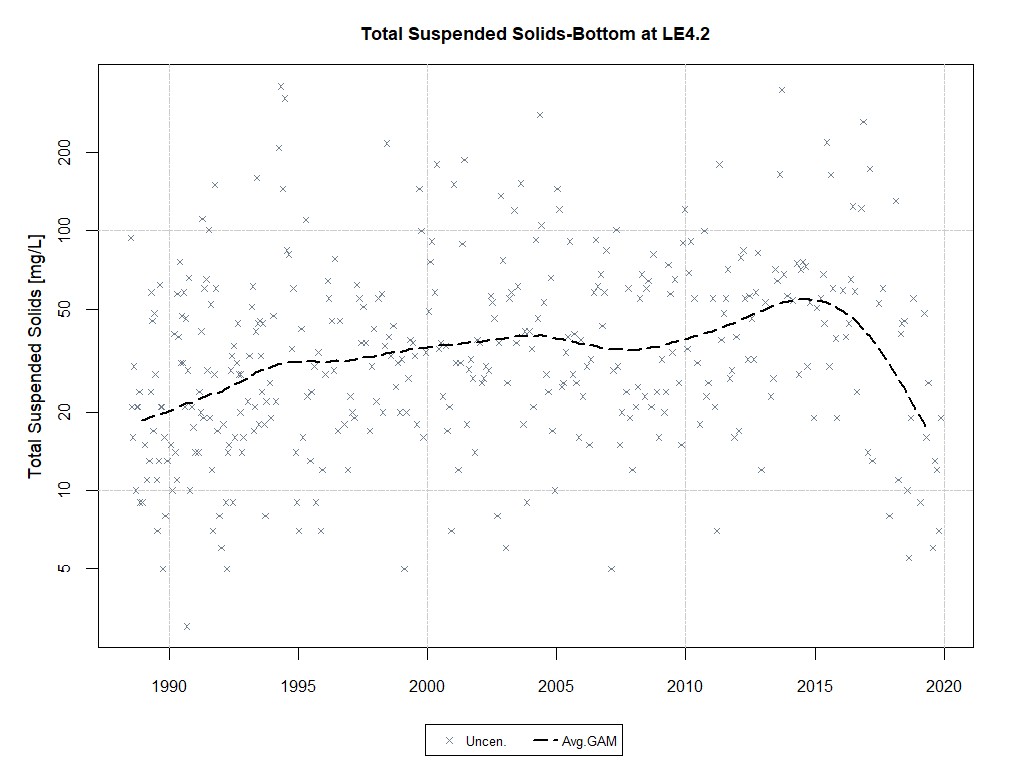 Total Suspended Solids-Bottom at LE4.2
Total Suspended Solids [mg/L]
200
100
50
20
10
5
1990 1995 2000 2005 2010 2015 2020
Uncen. Avg.GAM